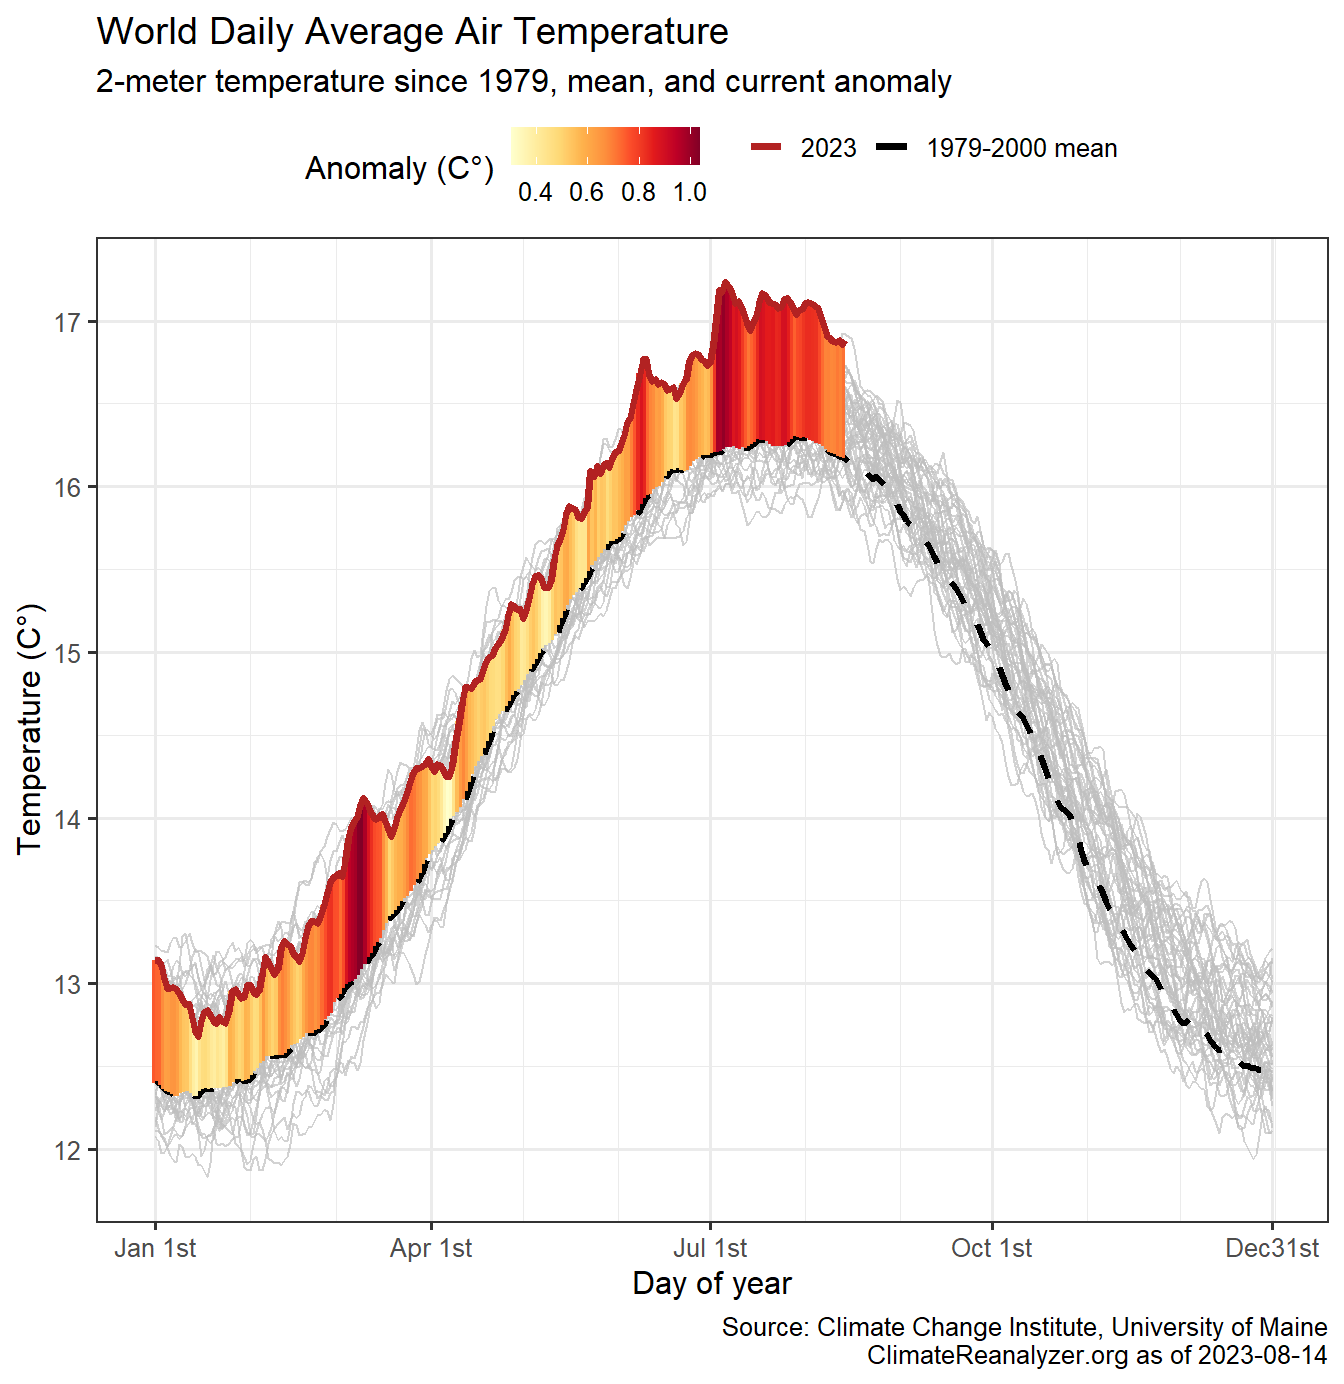 World Daily Average Air Temperature
2-meter temperature since 1979, mean, and current anomaly
Anomaly (C°)
0.4 0.6 0.8 1.0
2023
1979-2000 mean
Temperature (C°)
17
16
15
14
13
12
Jan 1st Apr 1st Jul 1st Oct 1st Dec31st
Day of year
Source: Climate Change Institute, University of Maine
ClimateReanalyzer.org as of 2023-08-14